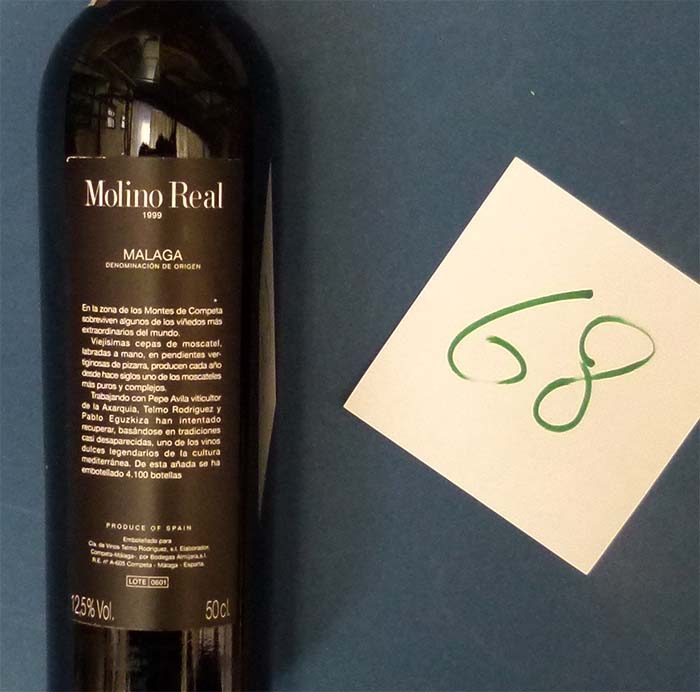 Molino Real
1999
MALAGA
DENOMINACIÓN DE ORIGEN
En la zona de los Montes de Competa
sobreviven algunos de los viñedos más
extraordinarios del mundo.
Viejísimas cepas de moscatel,
labradas a mano, en pendientes ver-
tiginosas de pizarra, producen cada año
desde hace siglos uno de los moscateles
más puros y complejos.
Trabajando con Pepe Avila viticultor
de la Axarquia, Telmo Rodriguez y
Pablo Eguzkiza han intentado
recuperar, basándose en tradiciones
casi desaparecidas, uno de los vinos
dulces legendarios de la cultura
mediterránea. De esta añada se ha
embotellado 4.100 botellas
PRODUCE OF SPAIN
Embotellado para
Cia. de Vinos Telmo Rodriguez, s.l. Elaborador,
Competa-Málaga-, por Bodegas Almijara,s.l.
R.E. nº A-605 Competa - Málaga - España.
LOTE 0601
12,5% Vol. 50 cl.
68